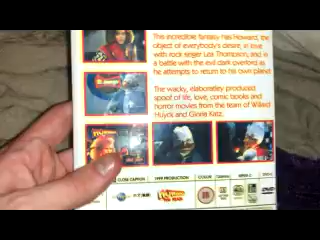 This incredible fantasy has Howard, the
object of everybody's desire, in love
with rock singer Lea Thompson, and is
a battle with the evil dark overlord as
he attempts to return to his own planet
The wacky, elaborately produced
spoof of life, love, comic books and
horror movies from the team of Willard
Huyck and Gloria Katz.
CLOSE CAPTION
1999 PRODUCTION
COLOUR
DVD